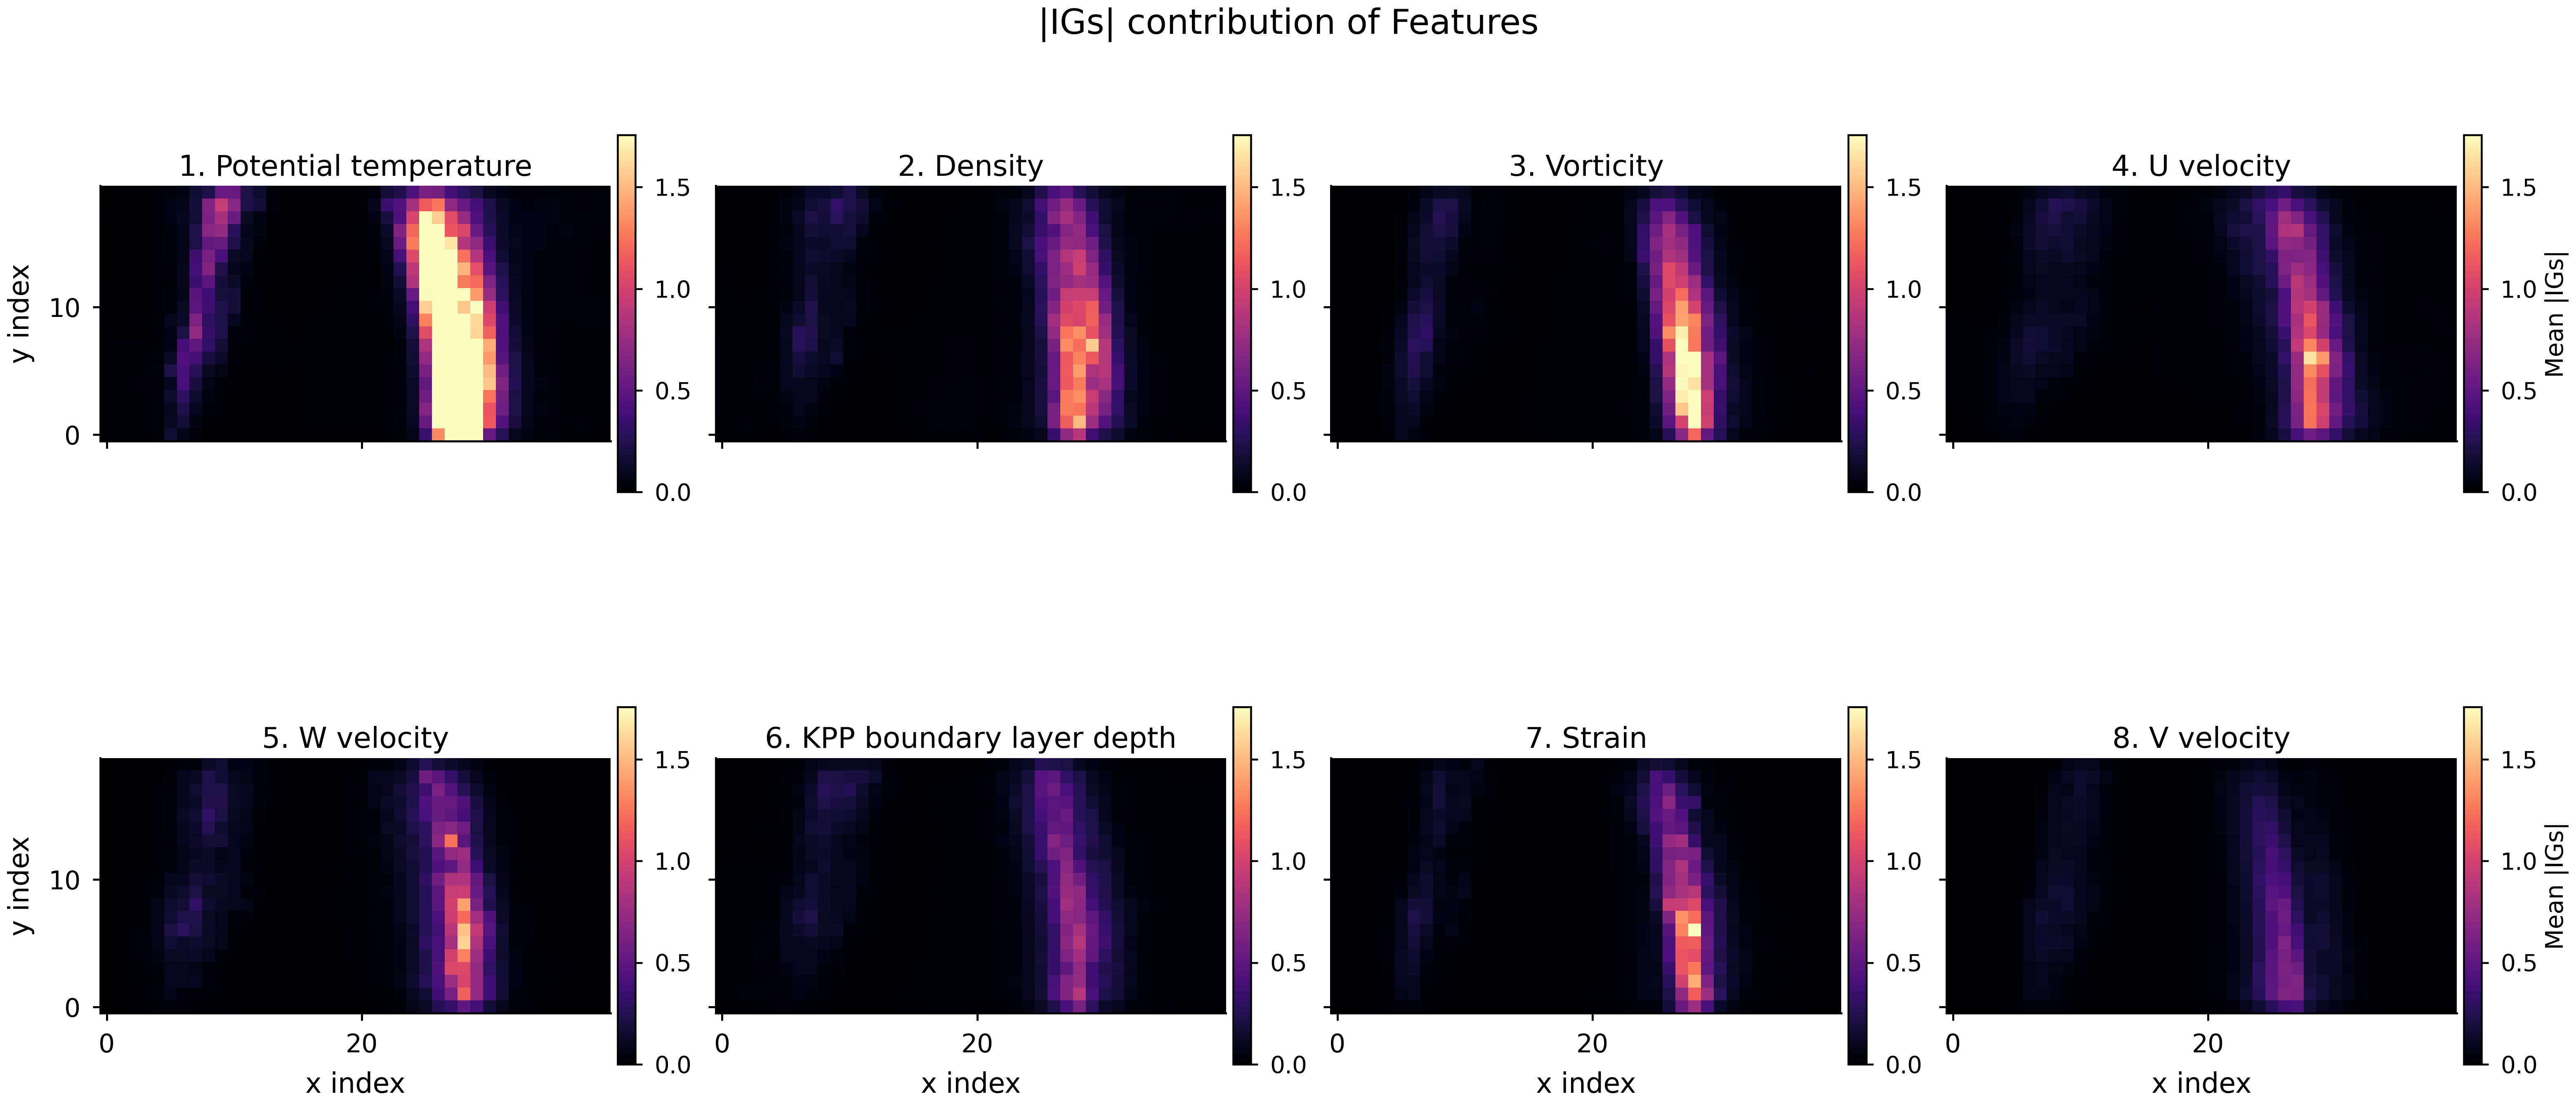 |IGs| contribution of Features
1. Potential temperature
2. Density
3. Vorticity
4. U velocity
y index
10
0
0.0
0.5
1.0
1.5
0.0
0.5
1.0
1.5
0.0
0.5
1.0
1.5
0.0
0.5
1.0
1.5
Mean |IGs|
5. W velocity
6. KPP boundary layer depth
7. Strain
8. V velocity
y index
10
0
0.0
0.5
1.0
1.5
0.0
0.5
1.0
1.5
0.0
0.5
1.0
1.5
0.0
0.5
1.0
1.5
Mean |IGs|
0 20
0 20
0 20
0 20
x index
x index
x index
x index